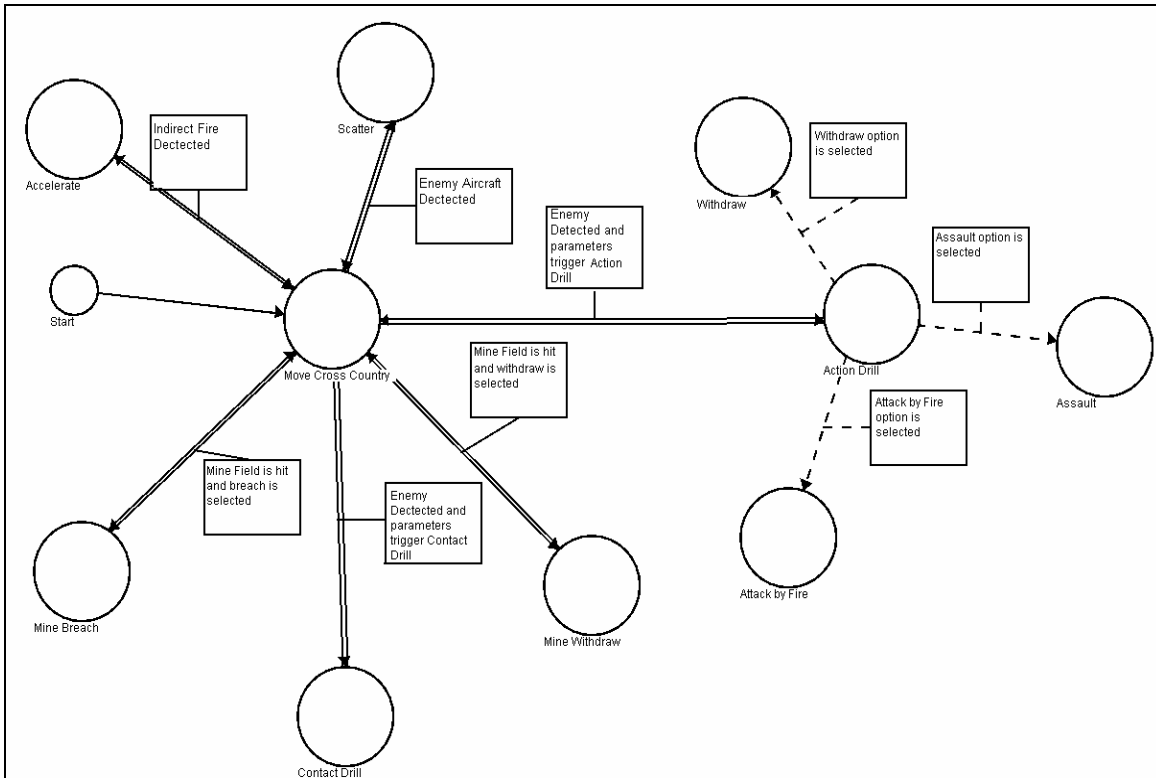 Scatter
Indirect Fire
Dectected
Accelerate
Enemy Aircraft
Dectected
Withdraw option
is selected
Withdraw
Enemy
Detected and
parameters
trigger Action
Drill
Assault option is
selected
Start
Move Cross Country
Action Drill
Assault
Mine Field is hit
and withdraw is
selected
Attack by Fire
option is
selected
Mine Field is hit
and breach is
selected
Enemy
Dectected and
parameters
trigger Contact
Drill
Attack by Fire
Mine Breach
Mine Withdraw
Contact Drill